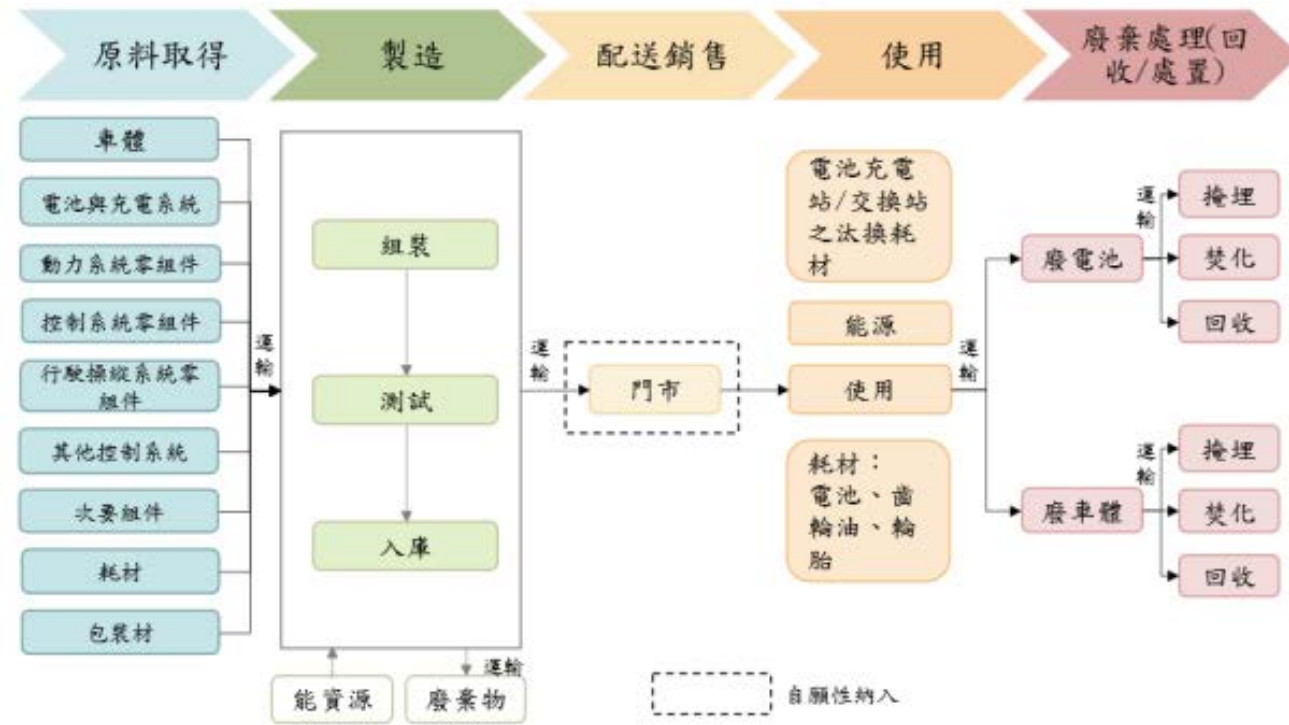 原料取得
製造
配送銷售
使用
廢棄處理(回
收/處置)
車體
電池與充電系統
動力系統零組件
控制系統零組件
行駛操縱系統零
組件
其他控制系統
次要組件
耗材
包裝材
運
輸
組裝
測試
入庫
能資源
廢棄物
運輸
運
輸
門市
自願性納入
電池充電
站/交換站
之汰換耗
材
能源
使用
耗材：
電池、齒
輪油、輪
胎
運
輸
廢電池
運
輸
掩埋
焚化
回收
廢車體
運
輸
掩埋
焚化
回收